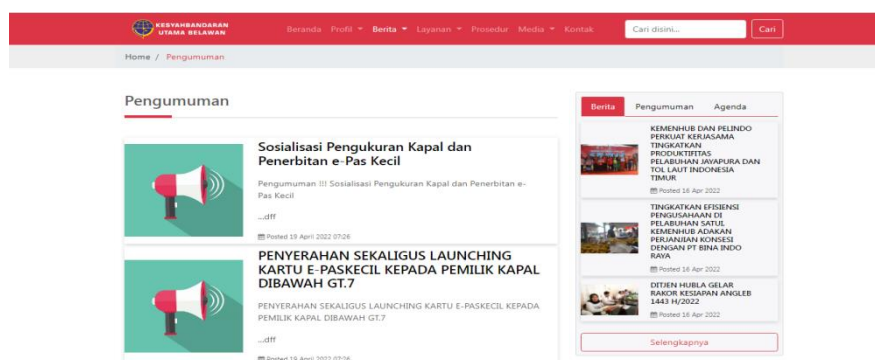 KESYAHBANDARAN
UTAMA BELAWAN
Beranda Profil Berita Layanan Prosedur Media Kontak Cari disini... Cari
Home / Pengumuman
Pengumuman
Sosialisasi Pengukuran Kapal dan
Penerbitan e-Pas Kecil
Pengumuman !!! Sosialisasi Pengukuran Kapal dan Penerbitan e-
Pas Kecil
...dff
Posted 19 April 2022 07:26
PENYERAHAN SEKALIGUS LAUNCHING
KARTU E-PASKECIL KEPADA PEMILIK KAPAL
DIBAWAH GT.7
PENYERAHAN SEKALIGUS LAUNCHING KARTU E-PASKECIL KEPADA
PEMILIK KAPAL DIBAWAH GT.7
...dff
Posted 19 April 2022 07:26
Berita Pengumuman Agenda
KEMENHUB DAN PELINDO
PERKUAT KERJASAMA
TINGKATKAN
PRODUKTIFITAS
PELABUHAN JAYAPURA DAN
TOL LAUT INDONESIA
TIMUR
Posted 16 Apr 2022
TINGKATKAN EFISIENSI
PENGUSAHAAN DI
PELABUHAN SATUI,
KEMENHUB ADAKAN
PERJANJIAN KONSESI
DENGAN PT BINA INDO
RAYA
Posted 16 Apr 2022
DITJEN HUBLA GELAR
RAKOR KESIAPAN ANGLEB
1443 H/2022
Posted 16 Apr 2022
Selengkapnya